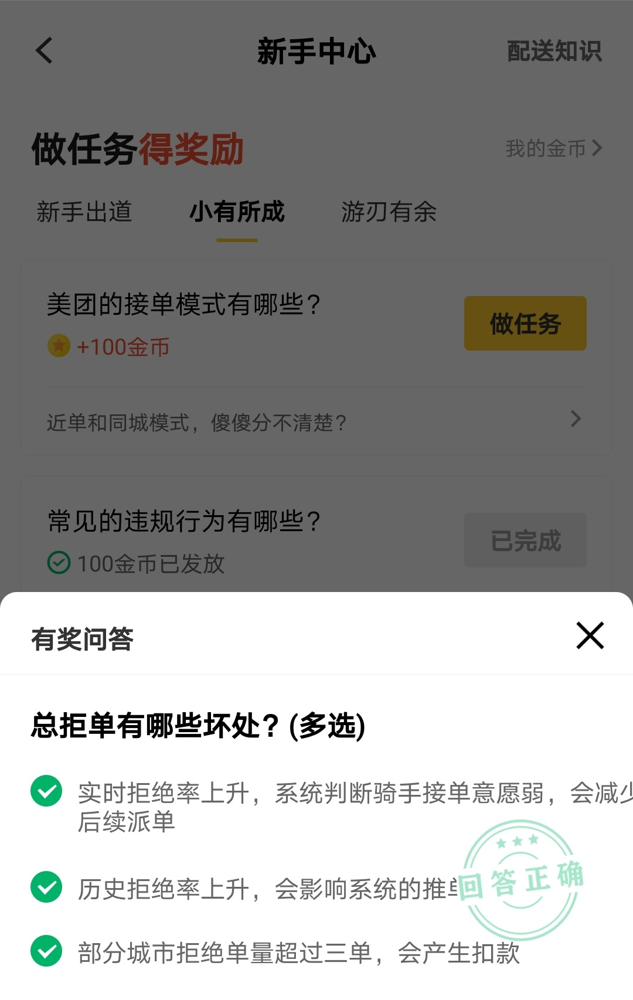 新手中心
配送知识
做任务得奖励
我的金币
新手出道
小有所成
游刃有余
美团的接单模式有哪些？
做任务
+100金币
近单和同城模式，傻傻分不清楚？
常见的违规行为有哪些？
已完成
100金币已发放
有奖问答
总拒单有哪些坏处？(多选)
实时拒绝率上升，系统判断骑手接单意愿弱，会减少
后续派单
历史拒绝率上升，会影响系统的推单
回答正确
部分城市拒绝单量超过三单，会产生扣款